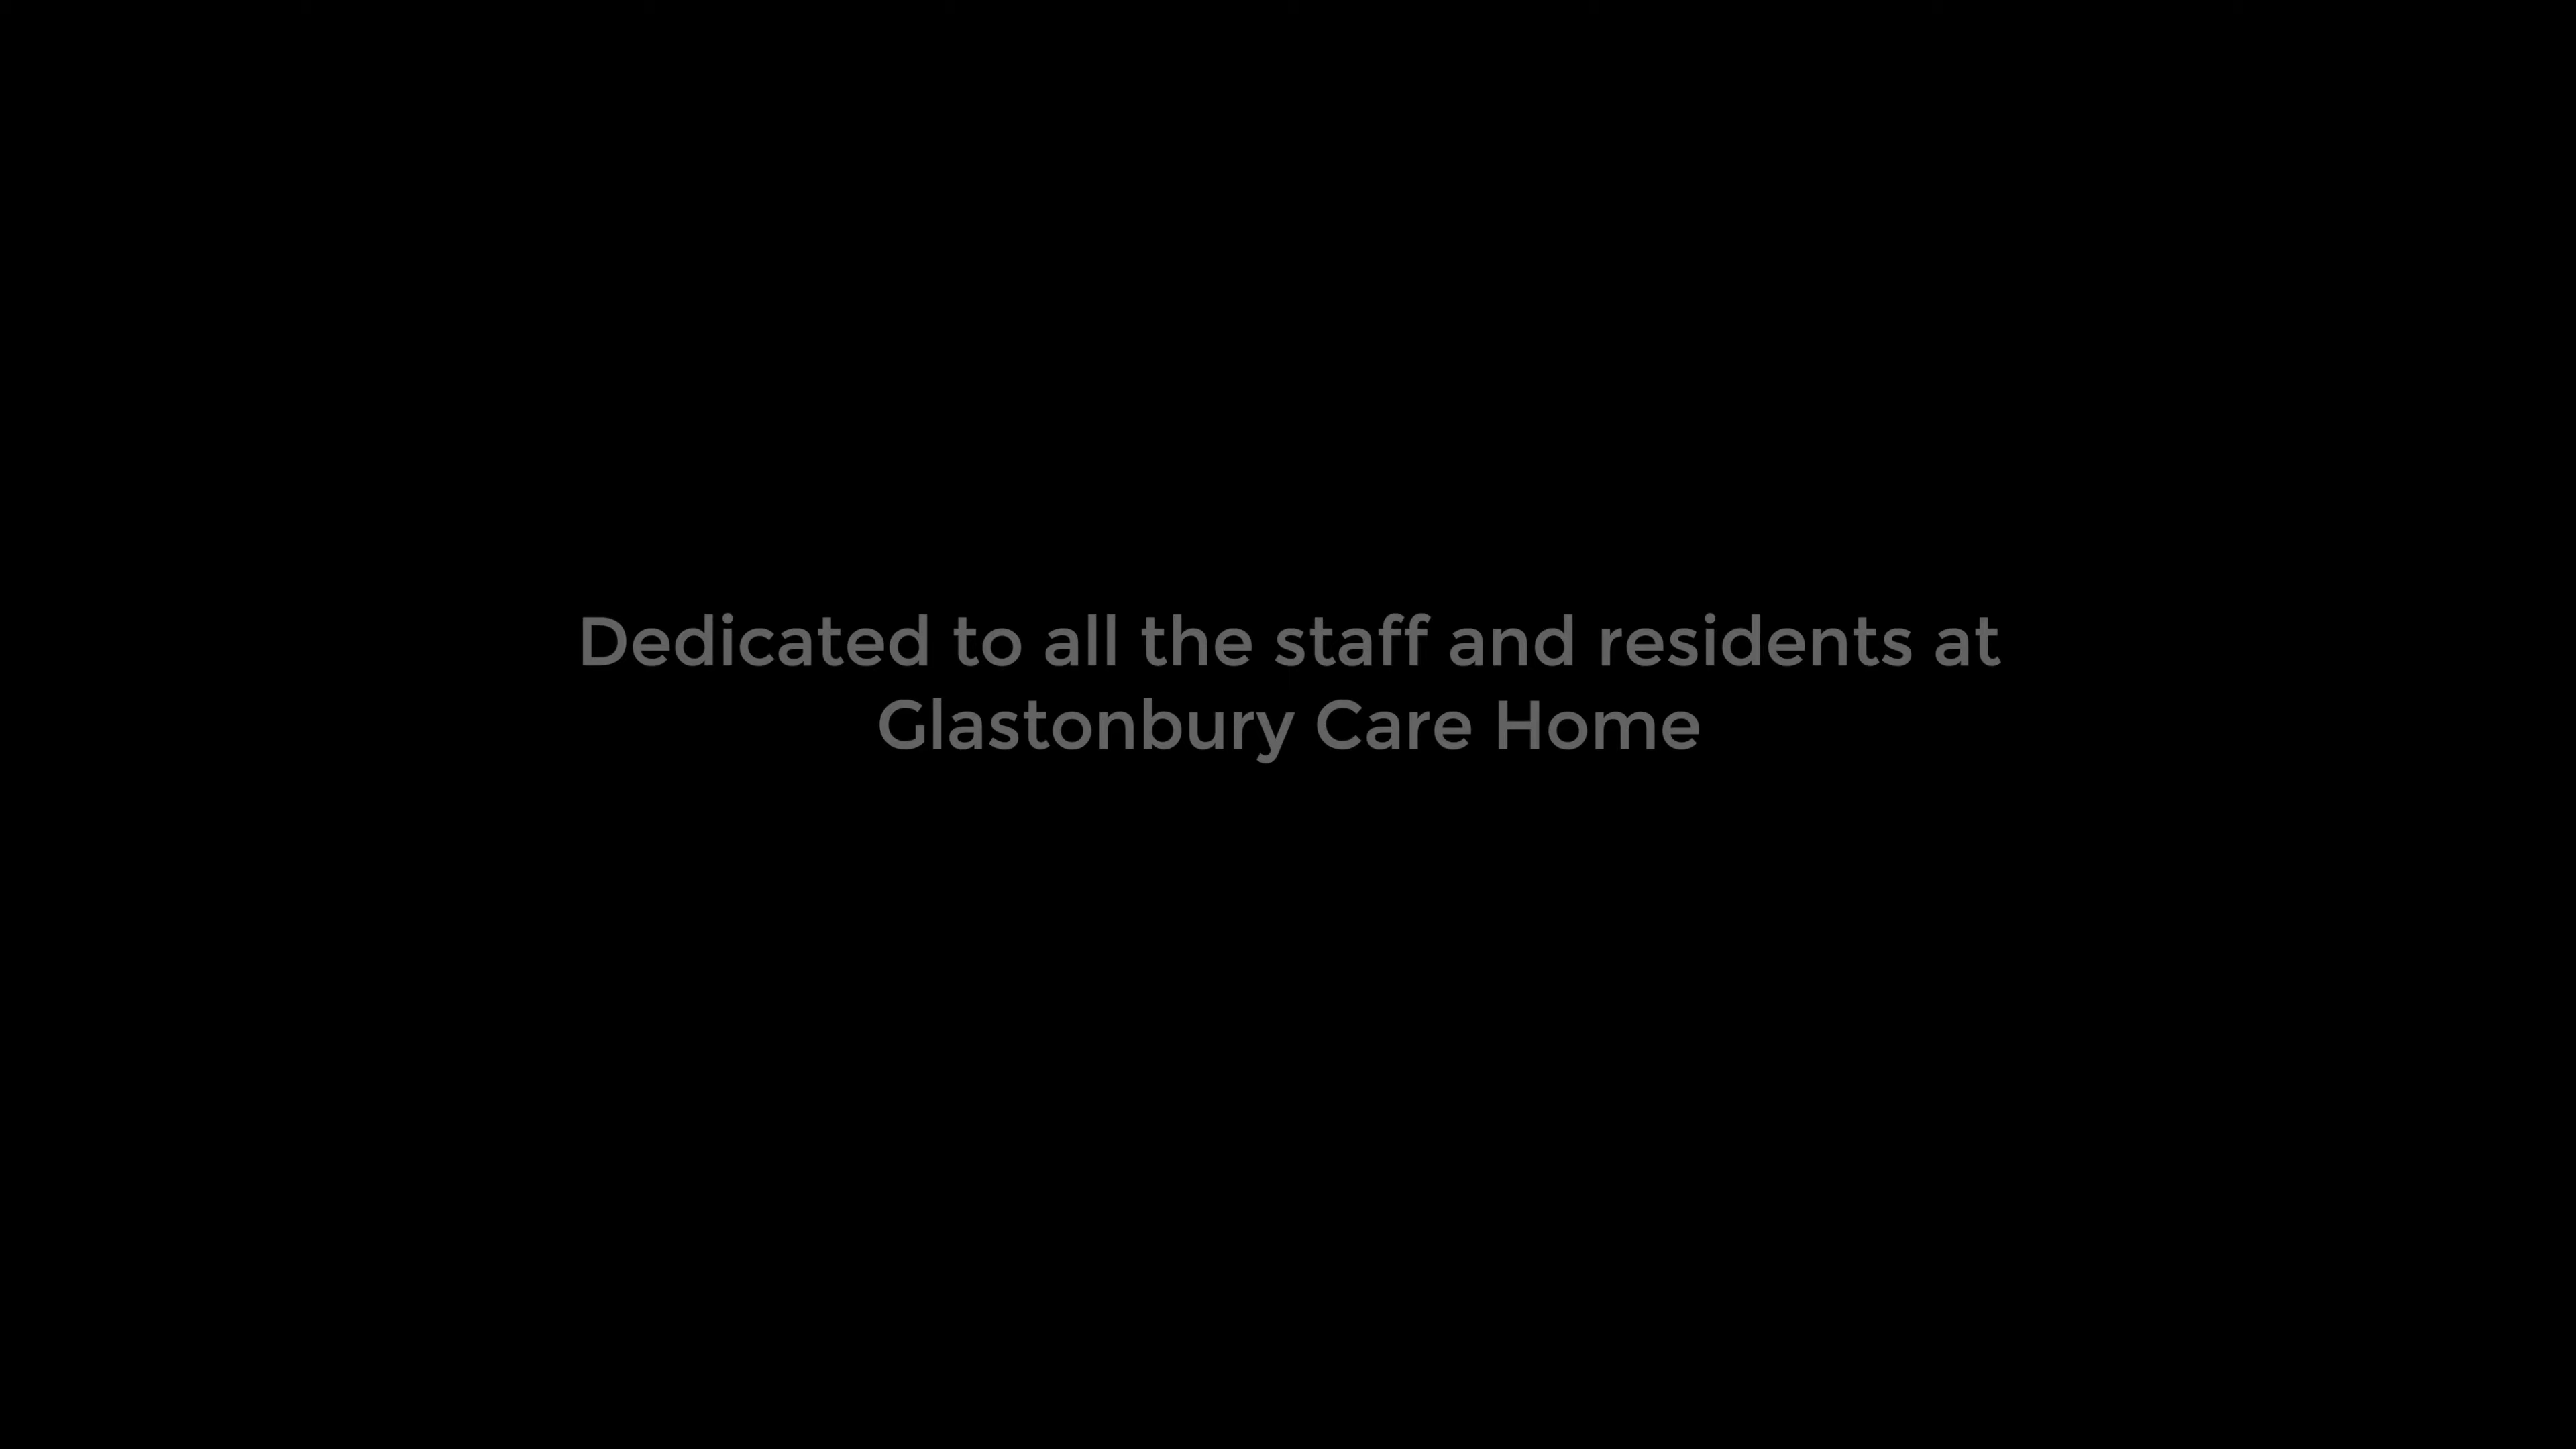 Dedicated to all the staff and residents at
Glastonbury Care Home